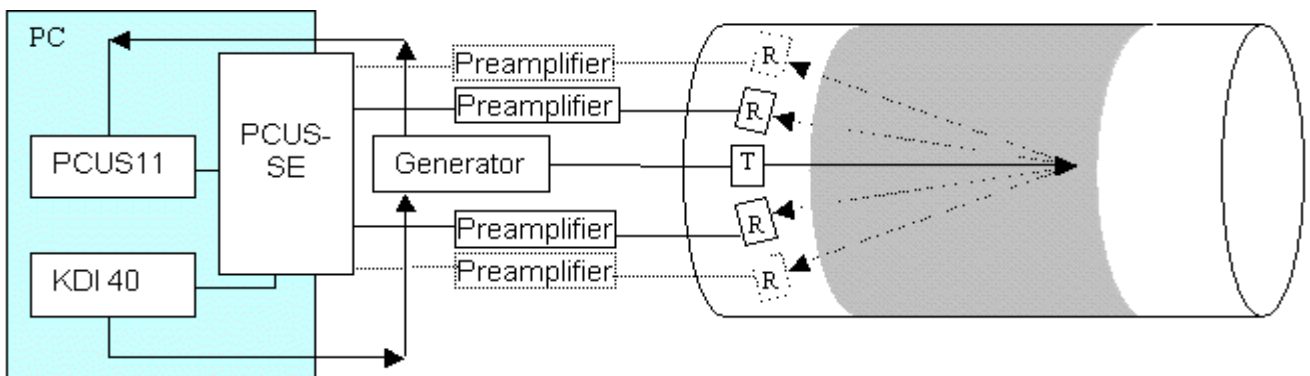 PC
R
Preamplifier
Preamplifier
R
PCUS-
SE
PCUS11
Generator
T
Preamplifier
R
Preamplifier
R
KDI 40